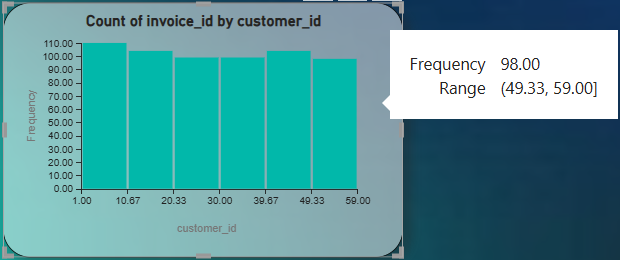 Count of invoice_id by customer_id
Frequency 98.00
Range (49.33, 59.00]
Frequency
110.00
100.00
90.00
80.00
70.00
60.00
50.00
40.00
30.00
20.00
10.00
0.00
1.00 10.67 20.33 30.00 39.67 49.33 59.00
customer_id